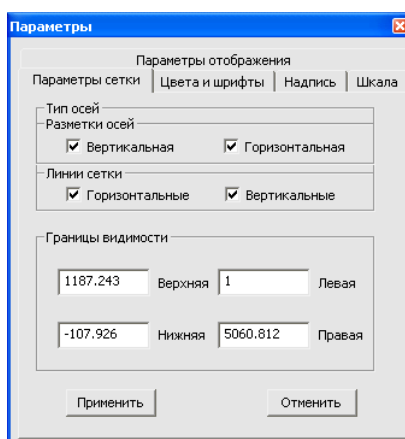 Параметры
Параметры отображения
Параметры сетки Цвета и шрифты Надпись Шкала
Тип осей
Разметки осей
Вертикальная Горизонтальная
Линии сетки
Горизонтальные Вертикальные
Границы видимости
1187.243 Верхняя 1 Левая
-107.926 Нижняя 5060.812 Правая
Применить Отменить